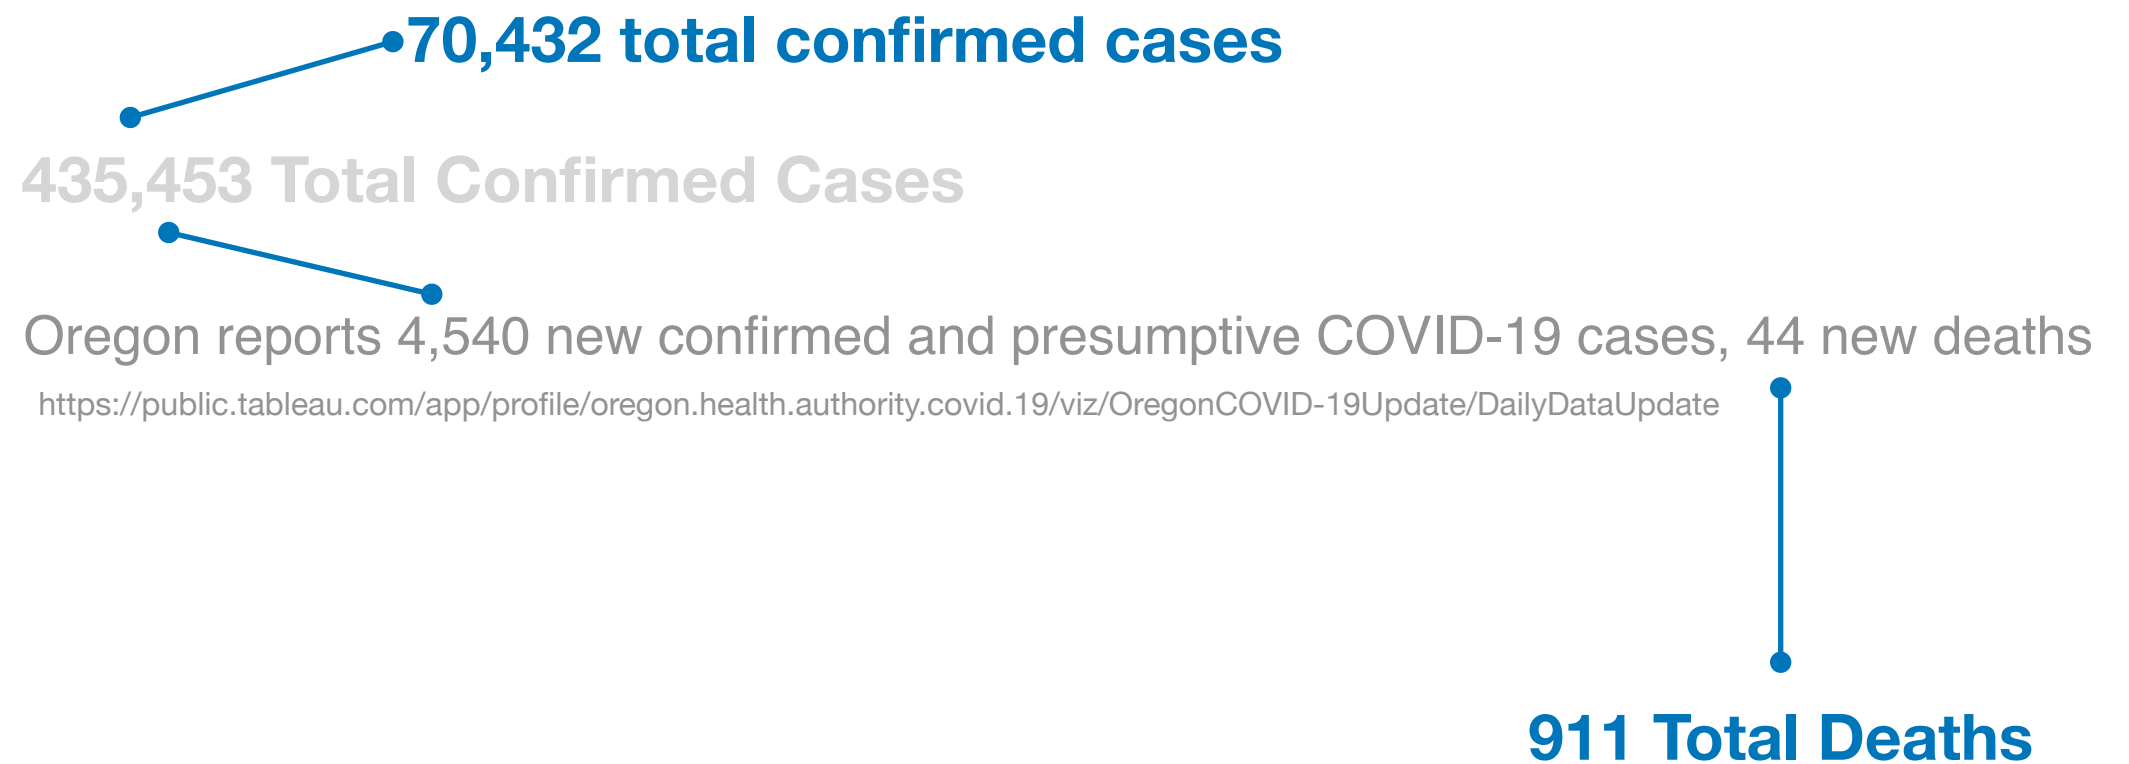 70,432 total confirmed cases
435,453 Total Confirmed Cases
Oregon reports 4,540 new confirmed and presumptive COVID-19 cases, 44 new deaths
https://public.tableau.com/app/profile/oregon.health.authority.covid.19/viz/OregonCOVID-19Update/DailyDataUpdate
911 Total Deaths